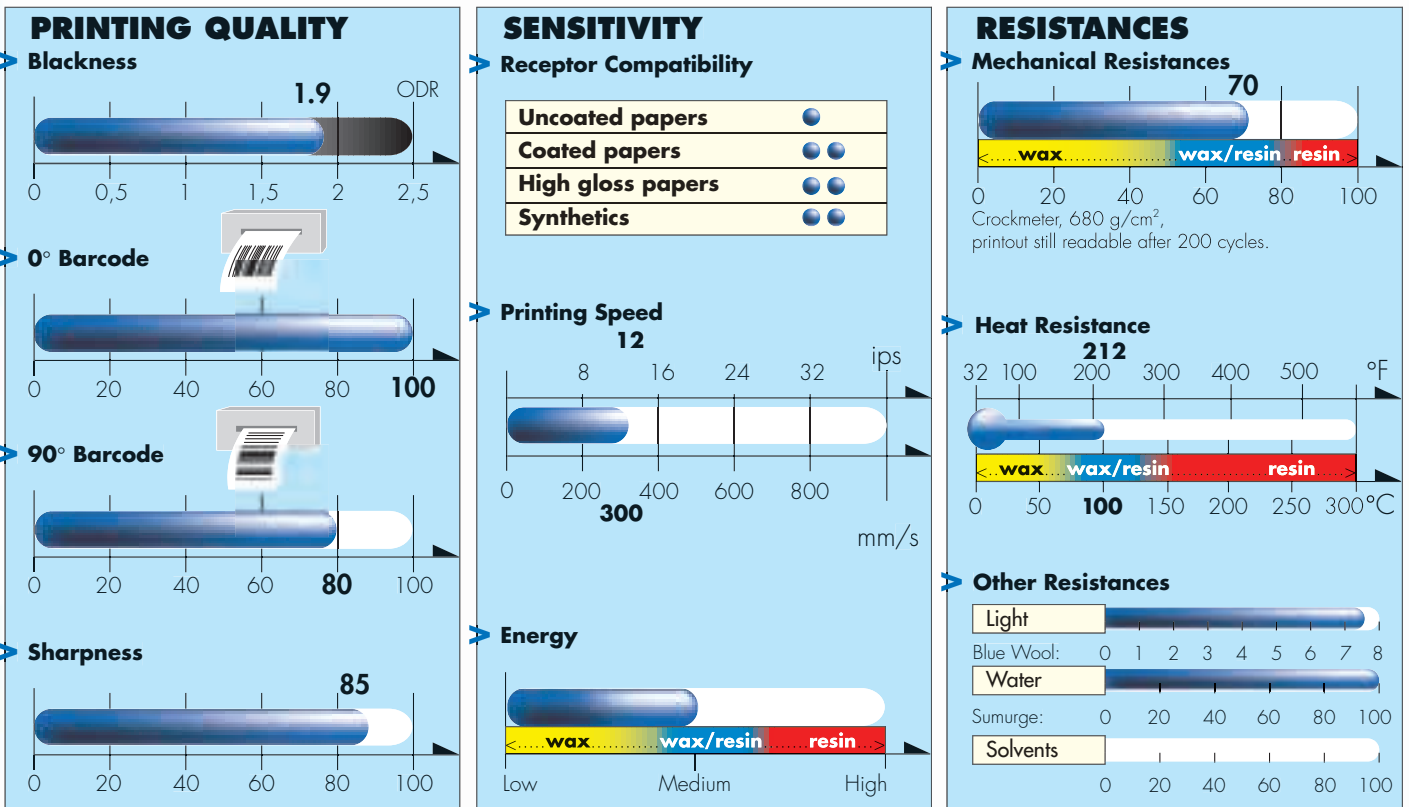 PRINTING QUALITY
> Blackness
1.9 ODR
0 0,5 1 1,5 2 2,5
> 0° Barcode
0 20 40 60 80 100
> 90° Barcode
0 20 40 60 80 100
> Sharpness
85
0 20 40 60 80 100
SENSITIVITY
> Receptor Compatibility
Uncoated papers
Coated papers
High gloss papers
Synthetics
> Printing Speed
12
ips
8 16 24 32
0 200 400 600 800
300
mm/s
> Energy
<....wax............wax/resin......resin...>
Low Medium High
RESISTANCES
> Mechanical Resistances
70
<....wax............wax/resin..resin..>
0 20 40 60 80 100
Crockmeter, 680 g/cm²,
printout still readable after 200 cycles.
> Heat Resistance
212
32 100 200 300 400 500 °F
<..wax....wax/resin............resin....>
0 50 100 150 200 250 300 °C
> Other Resistances
Light
Blue Wool: 0 1 2 3 4 5 6 7 8
Water
Sumurge: 0 20 40 60 80 100
Solvents
0 20 40 60 80 100